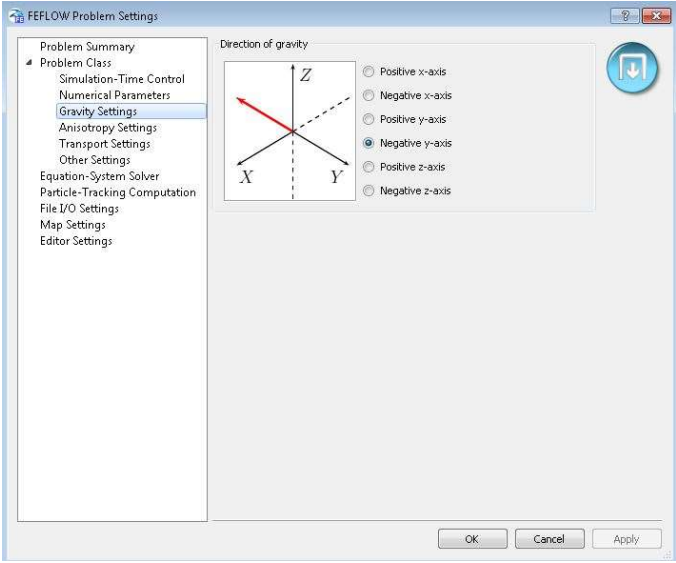 FEFLOW Problem Settings
Problem Summary
Problem Class
Simulation-Time Control
Numerical Parameters
Gravity Settings
Anisotropy Settings
Transport Settings
Other Settings
Equation-System Solver
Particle-Tracking Computation
File I/O Settings
Map Settings
Editor Settings
Direction of gravity
Z
X
Y
Positive x-axis
Negative x-axis
Positive y-axis
Negative y-axis
Positive z-axis
Negative z-axis
OK
Cancel
Apply